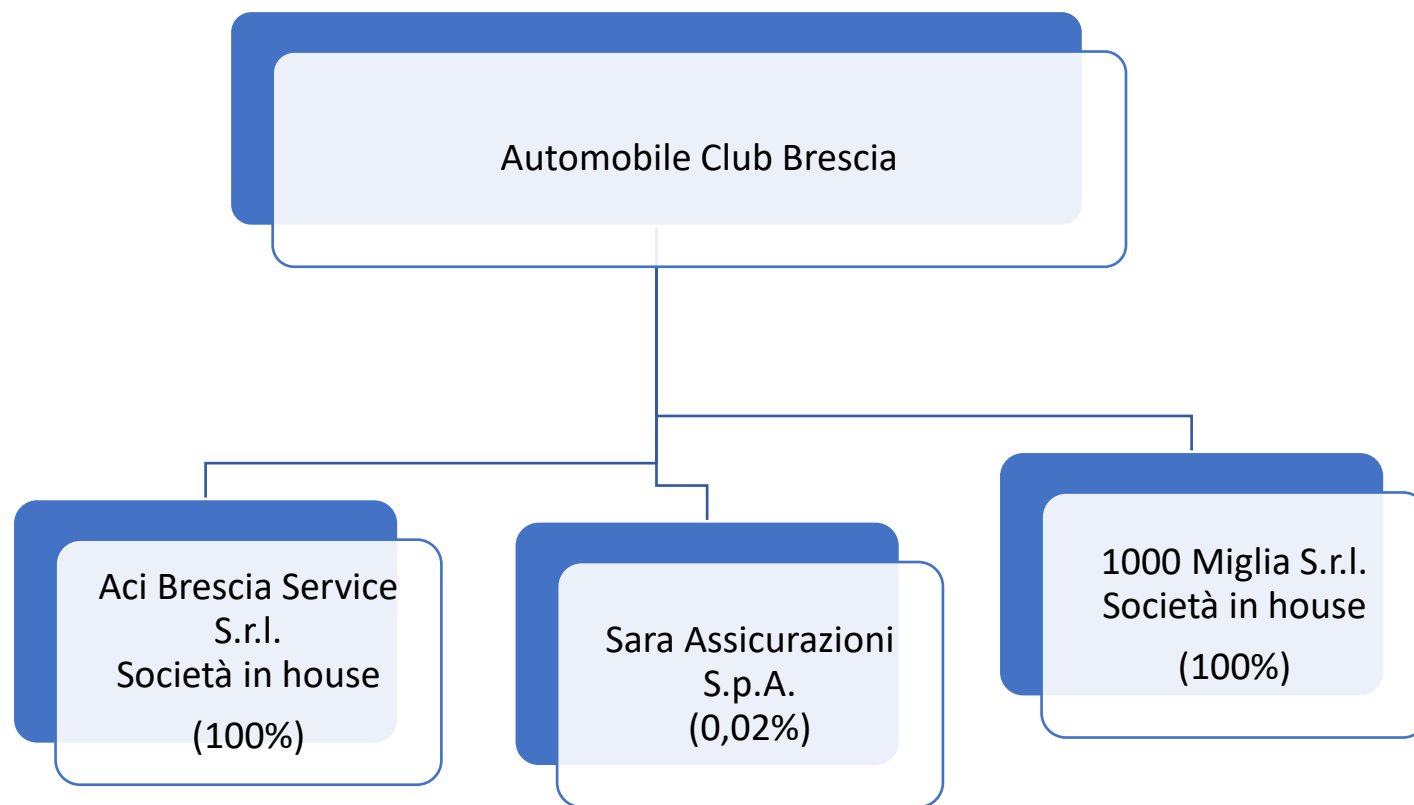 Automobile Club Brescia
Aci Brescia Service
S.r.l.
Società in house
(100%)
Sara Assicurazioni
S.p.A.
(0,02%)
1000 Miglia S.r.l.
Società in house
(100%)